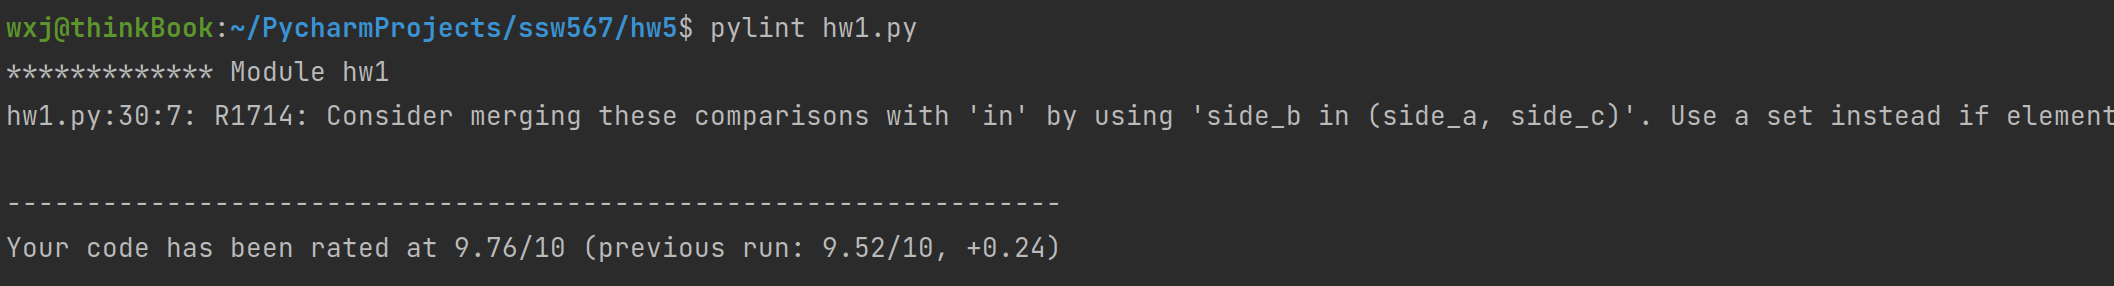 wxj@thinkBook:~/PycharmProjects/ssw567/hw5$ pylint hw1.py
************* Module hw1
hw1.py:30:7: R1714: Consider merging these comparisons with 'in' by using 'side_b in (side_a, side_c)'. Use a set instead if element
------------------------------------------------------------------
Your code has been rated at 9.76/10 (previous run: 9.52/10, +0.24)